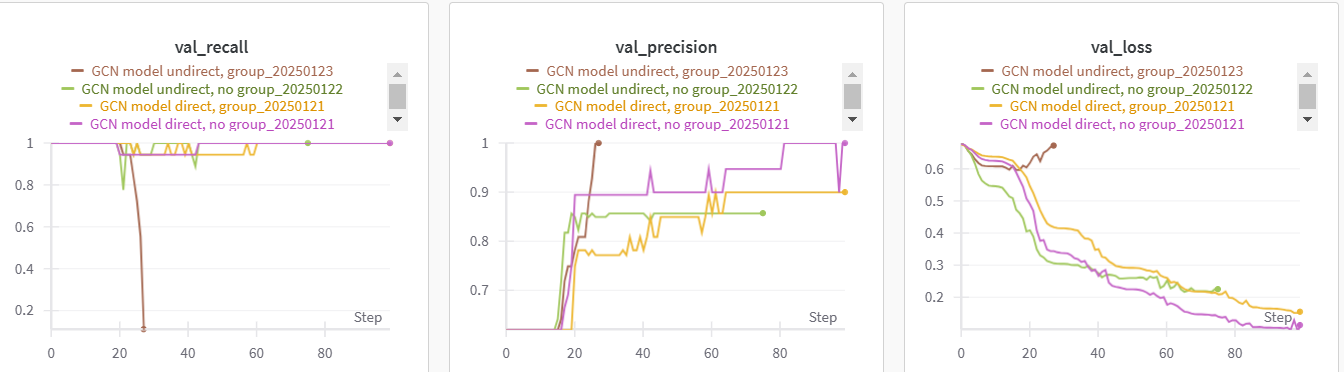 val_recall
GCN model undirect, group_20250123
GCN model undirect, no group_20250122
GCN model direct, group_20250121
GCN model direct, no group_20250121
1
0.8
0.6
0.4
0.2
Step
0 20 40 60 80
val_precision
GCN model undirect, group_20250123
GCN model undirect, no group_20250122
GCN model direct, group_20250121
GCN model direct, no group_20250121
1
0.9
0.8
0.7
Step
0 20 40 60 80
val_loss
GCN model undirect, group_20250123
GCN model undirect, no group_20250122
GCN model direct, group_20250121
GCN model direct, no group_20250121
0.6
0.5
0.4
0.3
0.2
Step
0 20 40 60 80